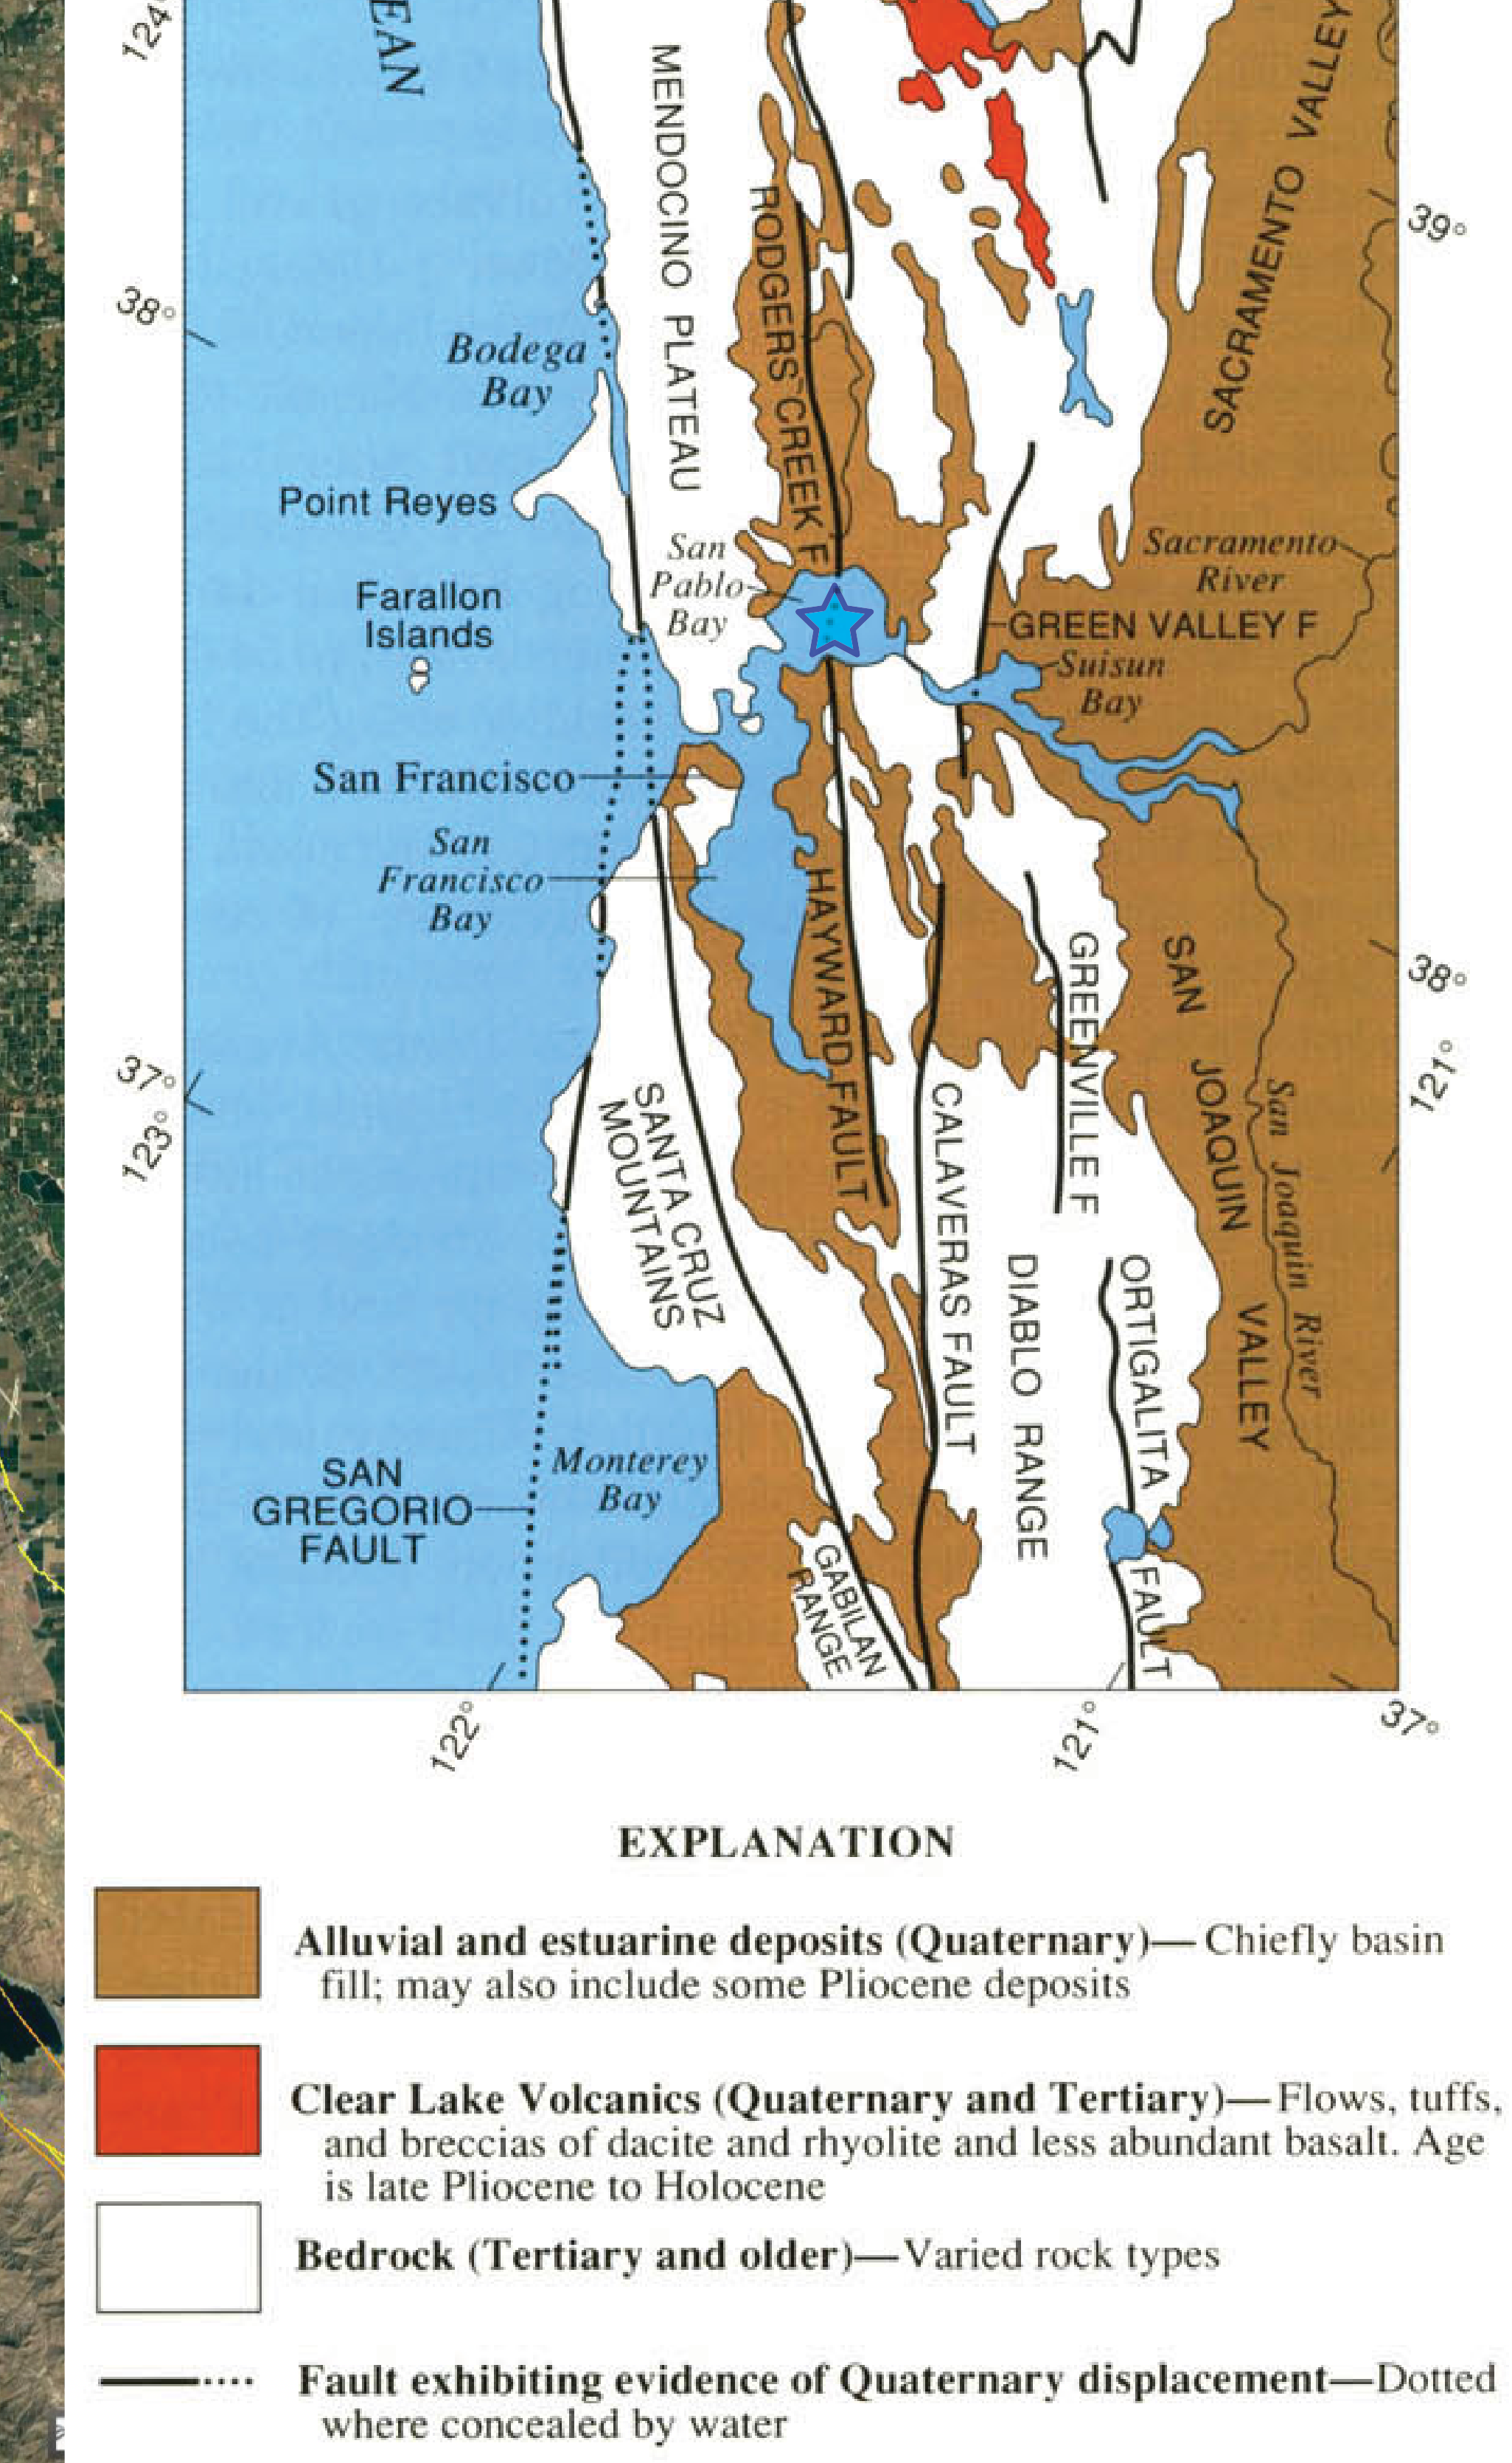 124°
EAN
MENDOCINO PLATEAU
RODGERS CREEK F
SACRAMENTO VALLEY
39°
38°
Bodega
Bay
Point Reyes
San
Pablo
Bay
Sacramento
River
Farallon
Islands
GREEN VALLEY F
Suisun
Bay
San Francisco
San
Francisco
Bay
HAYWARD FAULT
GREENVILLE F
SAN JOAQUIN VALLEY
38°
37°
123°
121°
San Joaquin River
SANTA CRUZ
MOUNTAINS
CALAVERAS FAULT
DIABLO RANGE
ORTIGALITA FAULT
Monterey
Bay
SAN
GREGORIO
FAULT
GABILAN
RANGE
122°
121°
37°
EXPLANATION
Alluvial and estuarine deposits (Quaternary)—Chiefly basin
fill; may also include some Pliocene deposits
Clear Lake Volcanics (Quaternary and Tertiary)—Flows, tuffs,
and breccias of dacite and rhyolite and less abundant basalt. Age
is late Pliocene to Holocene
Bedrock (Tertiary and older)—Varied rock types
Fault exhibiting evidence of Quaternary displacement—Dotted
where concealed by water